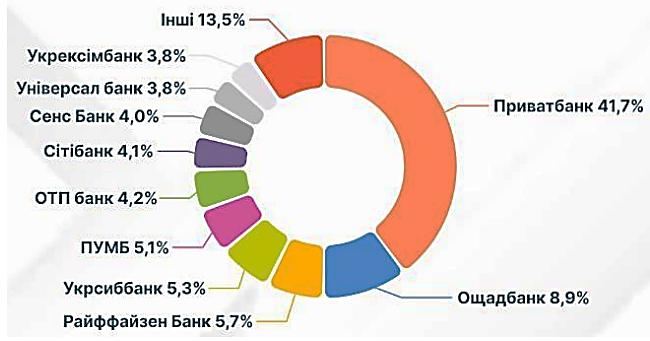 Інші 13,5%
Укрексімбанк 3,8%
Універсал банк 3,8%
Сенс Банк 4,0%
Сітібанк 4,1%
ОТП банк 4,2%
ПУМБ 5,1%
Укрсиббанк 5,3%
Райффайзен Банк 5,7%
Приватбанк 41,7%
Ощадбанк 8,9%